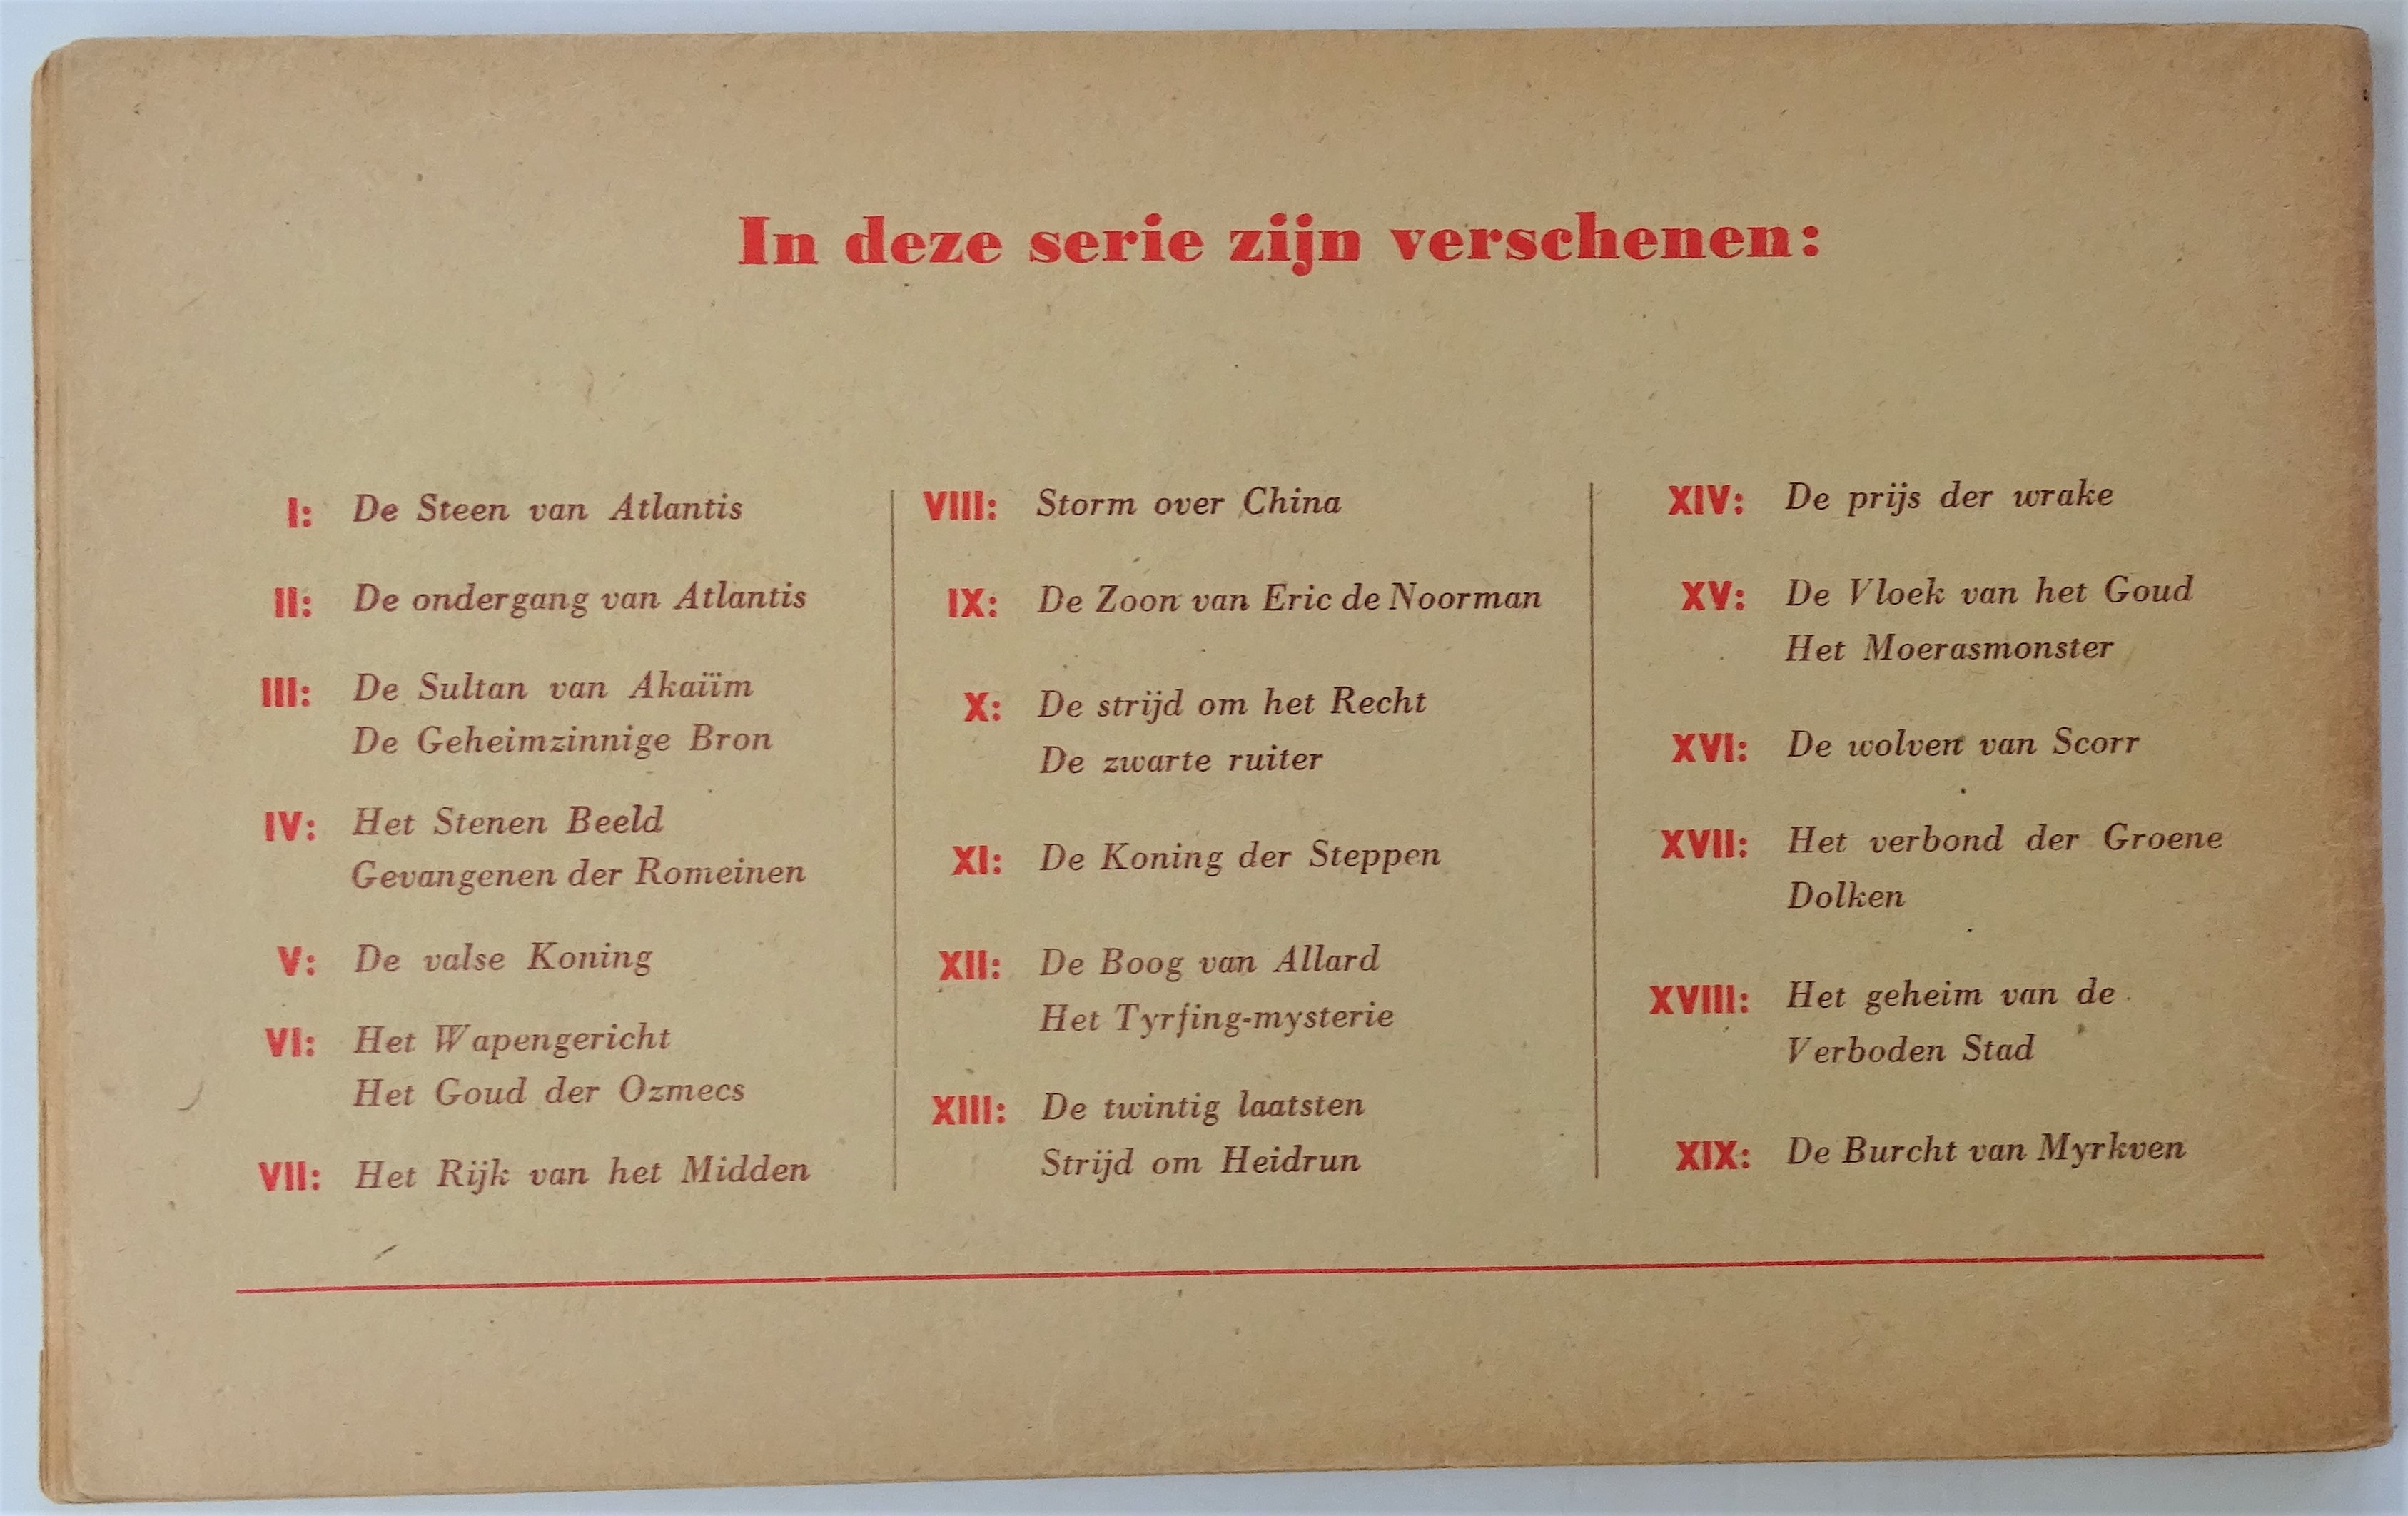 In deze serie zijn verschenen:
I: De Steen van Atlantis
II: De ondergang van Atlantis
III: De Sultan van Akaïïm
De Geheimzinnige Bron
IV: Het Stenen Beeld
Gevangenen der Romeinen
V: De valse Koning
VI: Het Wapengericht
Het Goud der Ozmecs
VII: Het Rijk van het Midden
VIII: Storm over China
IX: De Zoon van Eric de Noorman
X: De strijd om het Recht
De zwarte ruiter
XI: De Koning der Steppen
XII: De Boog van Allard
Het Tyrfing-mysterie
XIII: De twintig laatsten
Strijd om Heidrun
XIV: De prijs der wrake
XV: De Vloek van het Goud
Het Moerasmonster
XVI: De wolven van Scorr
XVII: Het verbond der Groene
Dolken
XVIII: Het geheim van de
Verboden Stad
XIX: De Burcht van Myrkven